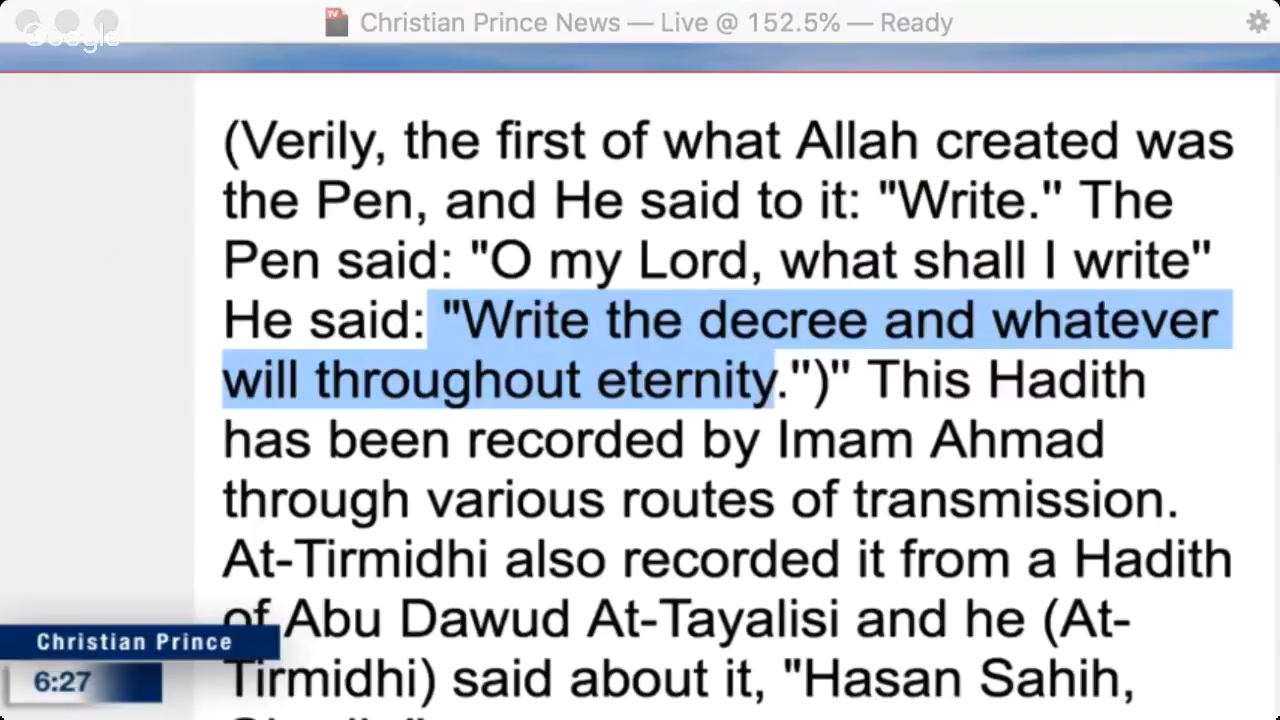 Christian Prince News — Live @ 152.5% — Ready
Google
(Verily, the first of what Allah created was
the Pen, and He said to it: "Write." The
Pen said: "O my Lord, what shall I write"
He said: "Write the decree and whatever
will throughout eternity.")" This Hadith
has been recorded by Imam Ahmad
through various routes of transmission.
At-Tirmidhi also recorded it from a Hadith
of Abu Dawud At-Tayalisi and he (At-
Tirmidhi) said about it, "Hasan Sahih,
Christian Prince
6:27